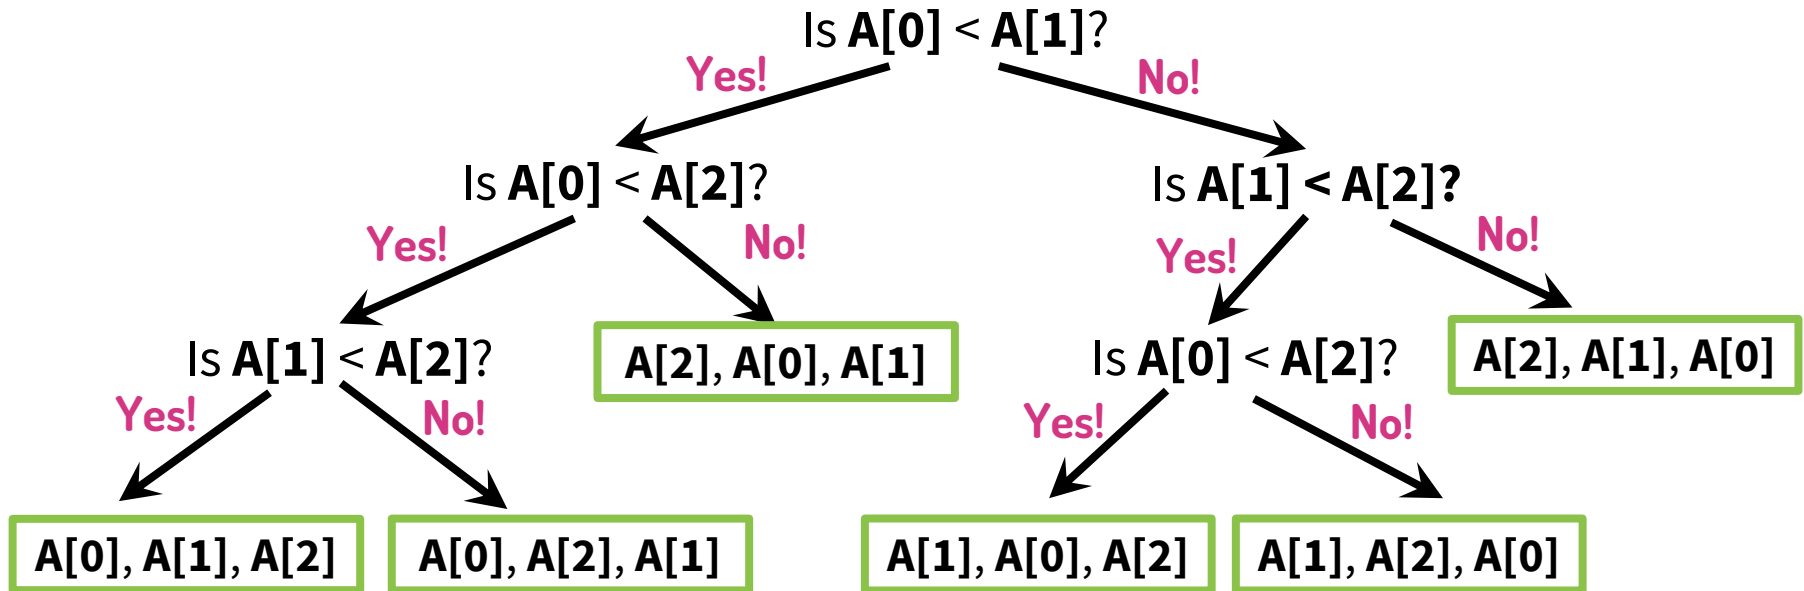 Is A[0] < A[1]?
Yes!
No!
Is A[0] < A[2]?
Is A[1] < A[2]?
Yes!
No!
Yes!
No!
Is A[1] < A[2]?
A[2], A[0], A[1]
Is A[0] < A[2]?
A[2], A[1], A[0]
Yes!
No!
Yes!
No!
A[0], A[1], A[2]
A[0], A[2], A[1]
A[1], A[0], A[2]
A[1], A[2], A[0]